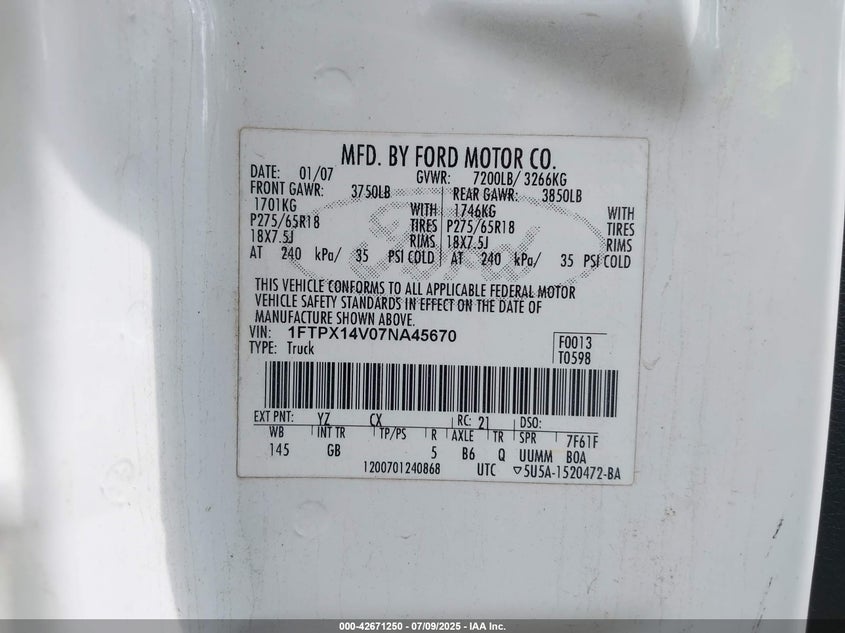 MFD. BY FORD MOTOR CO.
DATE: 01/07 GVWR: 7200LB/ 3266KG
FRONT GAWR: 3750LB REAR GAWR: 3850LB
1701KG WITH 1746KG WITH
P275/65R18 TIRES P275/65R18 TIRES
18X7.5J RIMS 18X7.5J RIMS
AT 240 kPa/ 35 PSI COLD AT 240 kPa/ 35 PSI COLD
Ford
THIS VEHICLE CONFORMS TO ALL APPLICABLE FEDERAL MOTOR
VEHICLE SAFETY STANDARDS IN EFFECT ON THE DATE OF
MANUFACTURE SHOWN ABOVE.
VIN: 1FTPX14V07NA45670
TYPE: Truck
F0013
T0598
EXT PNT: YZ CX RC: 21 DSO:
WB INT TR TP/PS R AXLE TR SPR 7F61F
145 GB 5 B6 Q UUMM BOA
1200701240868 UTC ▽5U5A-1520472-BA
000-42671250 - 07/09/2025 - IAA Inc.